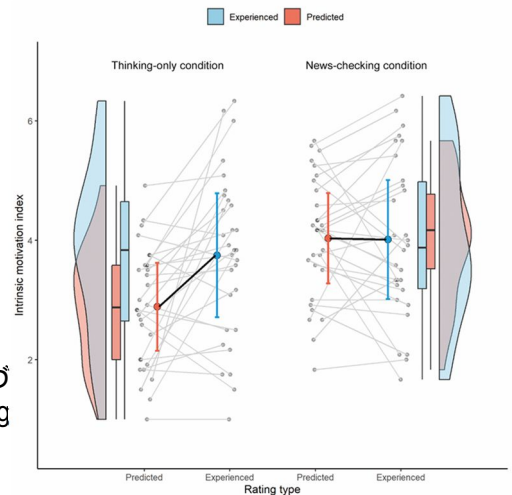 Experienced Predicted
Thinking-only condition News-checking condition
Intrinsic motivation index
6
4
2
Predicted Experienced Predicted Experienced
Rating type